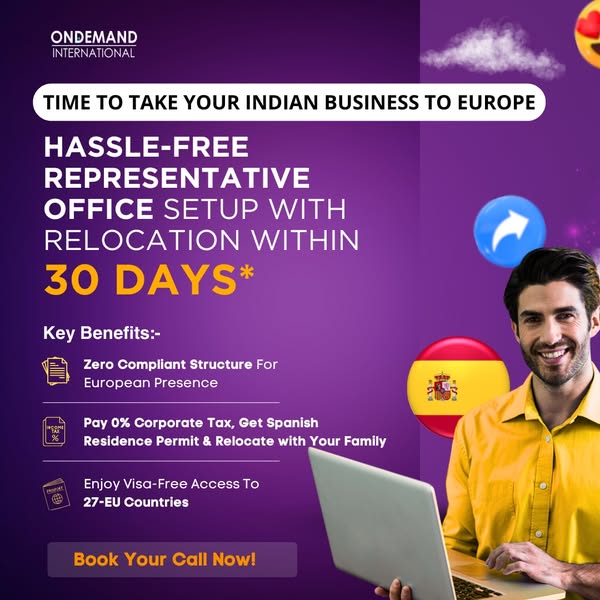 ONDEMAND
INTERNATIONAL
TIME TO TAKE YOUR INDIAN BUSINESS TO EUROPE
HASSLE-FREE
REPRESENTATIVE
OFFICE SETUP WITH
RELOCATION WITHIN
30 DAYS*
Key Benefits:-
Zero Compliant Structure For
European Presence
INCOME
TAX
%
Pay 0% Corporate Tax, Get Spanish
Residence Permit & Relocate with Your Family
PASSPORT
Enjoy Visa-Free Access To
27-EU Countries
Book Your Call Now!